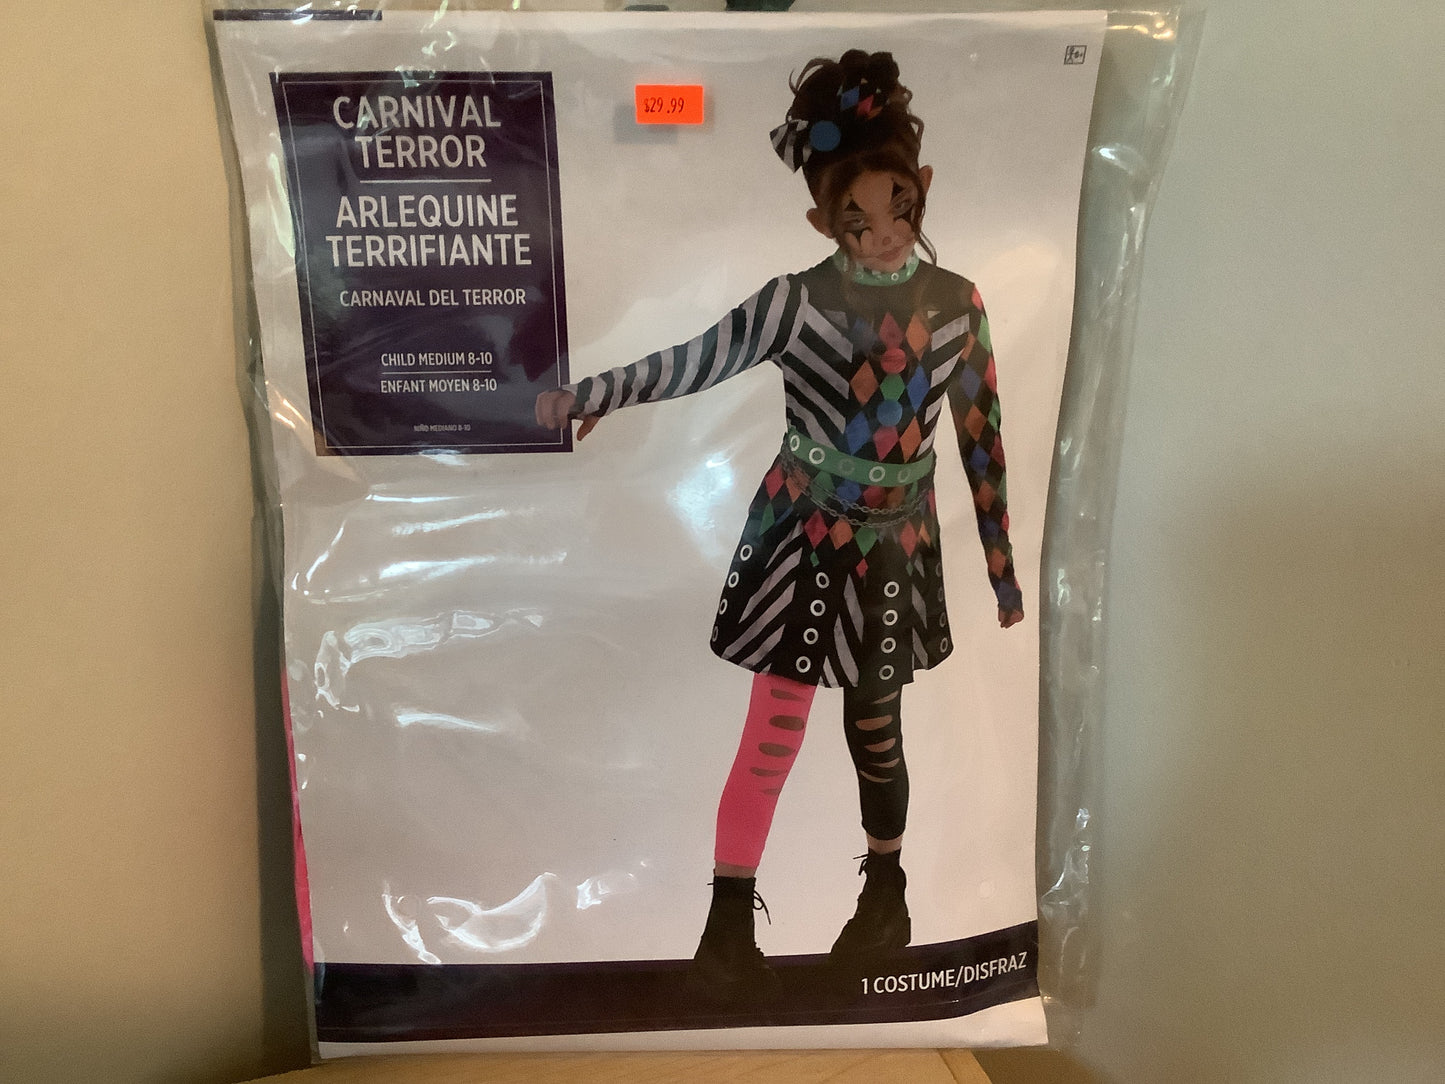 CARNIVAL
TERROR
ARLEQUINE
TERRIFIANTE
CARNAVAL DEL TERROR
CHILD MEDIUM 8-10
ENFANT MOYEN 8-10
NIÑO MEDIANO 8-10
$29.99
1 COSTUME/DISFRAZ